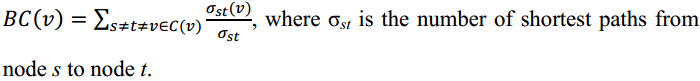 BC(v) = ∑s≠t≠v∈C(v) σst(v)/σst, where σst is the number of shortest paths from
node s to node t.